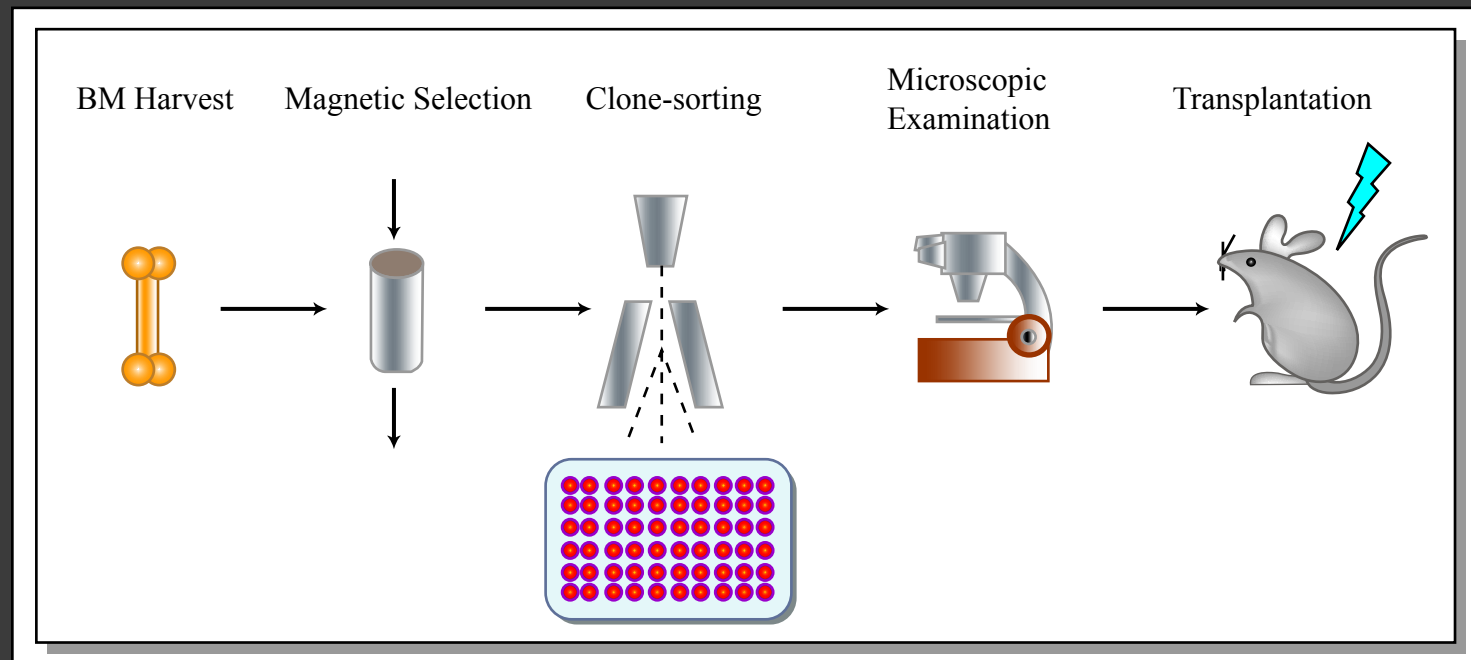 BM Harvest
Magnetic Selection
Clone-sorting
Microscopic
Examination
Transplantation